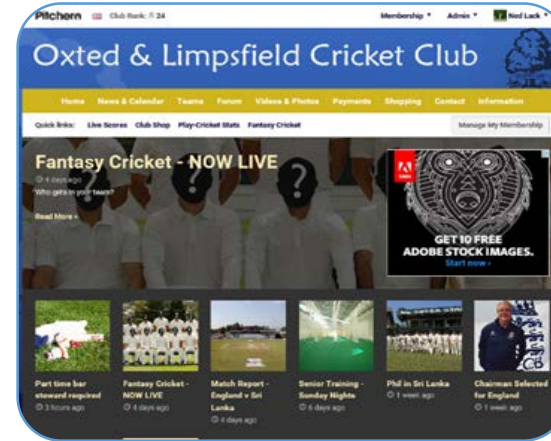 Pitchero Club Rank: 24 Membership Admin Ned Lack
Oxted & Limpsfield Cricket Club
Home News & Calendar Teams Forum Videos & Photos Payments Shopping Contact Information
Quick links: Live Scores Club Shop Play-Cricket Stats Fantasy Cricket Manage My Membership
Fantasy Cricket - NOW LIVE
4 days ago
Who gets in your team?
Read More ›
? ? ? ?
Adobe
GET 10 FREE
ADOBE STOCK IMAGES.
Start now ›
Part time bar
steward required
3 hours ago
Fantasy Cricket -
NOW LIVE
4 days ago
Match Report -
England v Sri
Lanka
4 days ago
Senior Training -
Sunday Nights
6 days ago
Phil in Sri Lanka
1 week ago
Chairman Selected
for England
1 week ago